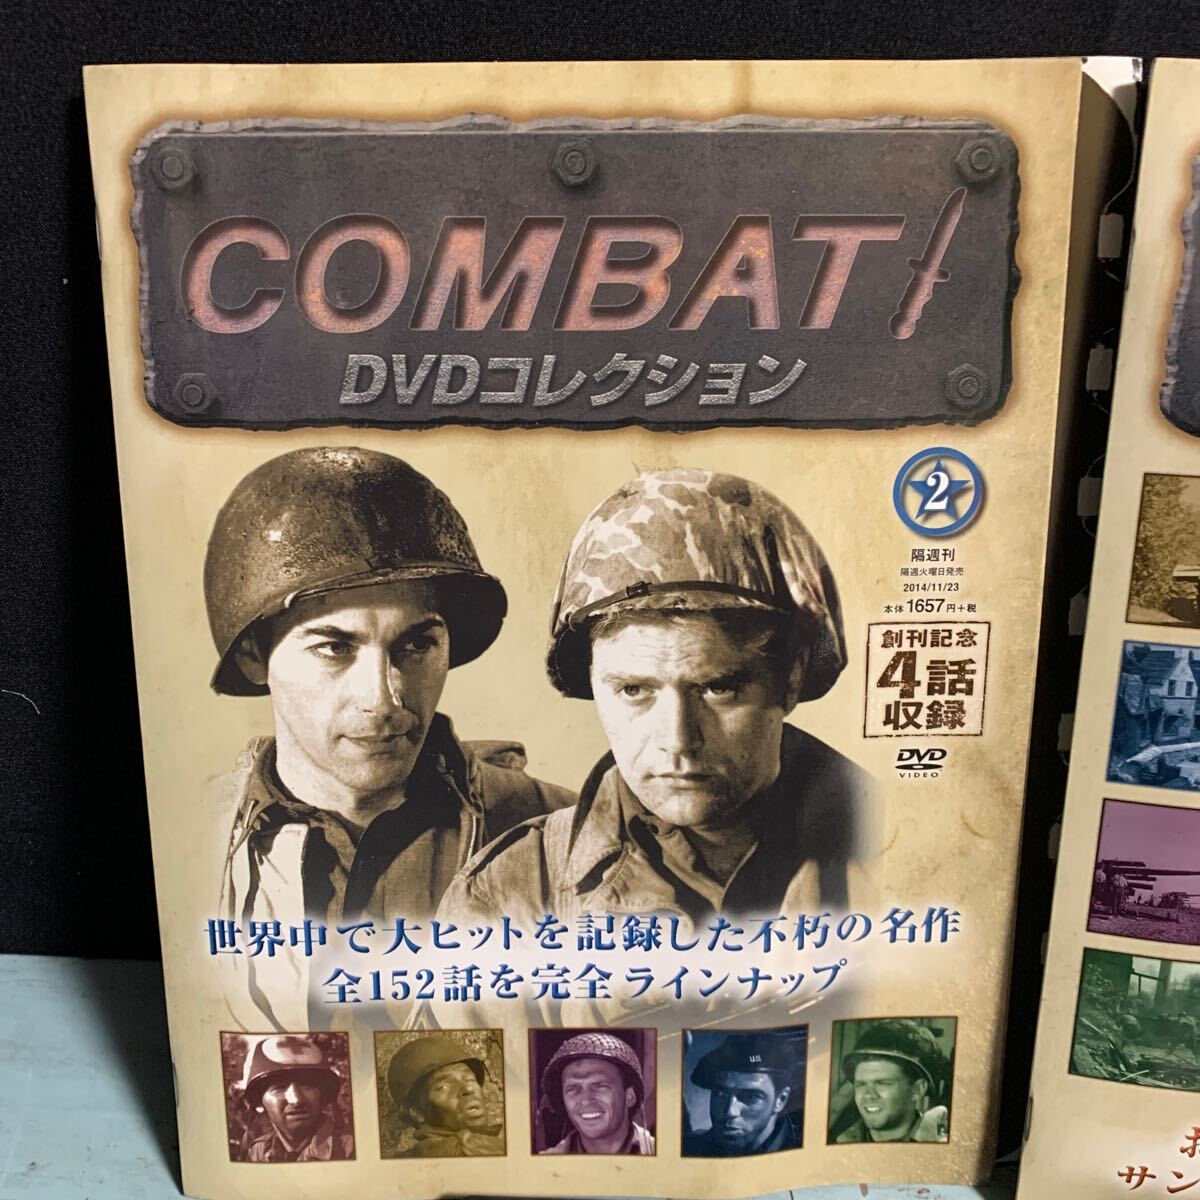 COMBAT!
DVDコレクション
2
隔週刊
隔週火曜日発売
2014/11/23
本体1657円+税
創刊記念
4話
収録
DVD
VIDEO
世界中で大ヒットを記録した不朽の名作
全152話を完全ラインナップ
US
サン